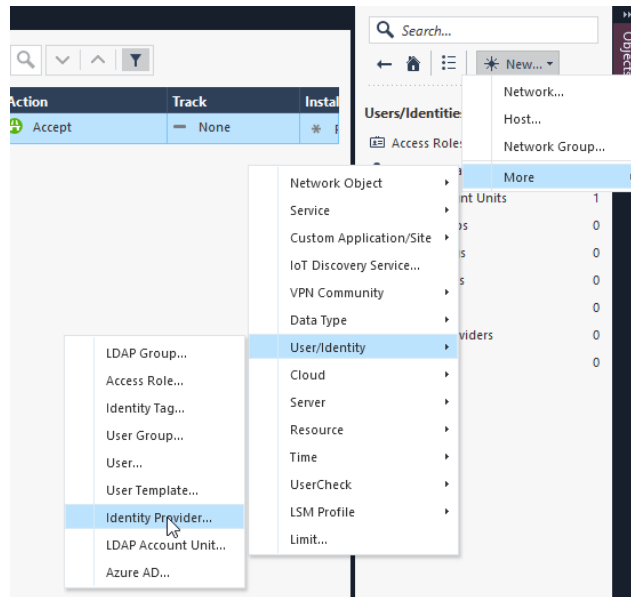 Search...
Objects
New...
Action Track Instal
Accept None
Users/Identitie
Access Roles
nt Units 1
ps 0
s 0
s 0
0
viders 0
0
Network...
Host...
Network Group...
More
Network Object
Service
Custom Application/Site
IoT Discovery Service...
VPN Community
Data Type
User/Identity
Cloud
Server
Resource
Time
UserCheck
LSM Profile
Limit...
LDAP Group...
Access Role...
Identity Tag...
User Group...
User...
User Template...
Identity Provider...
LDAP Account Unit...
Azure AD...